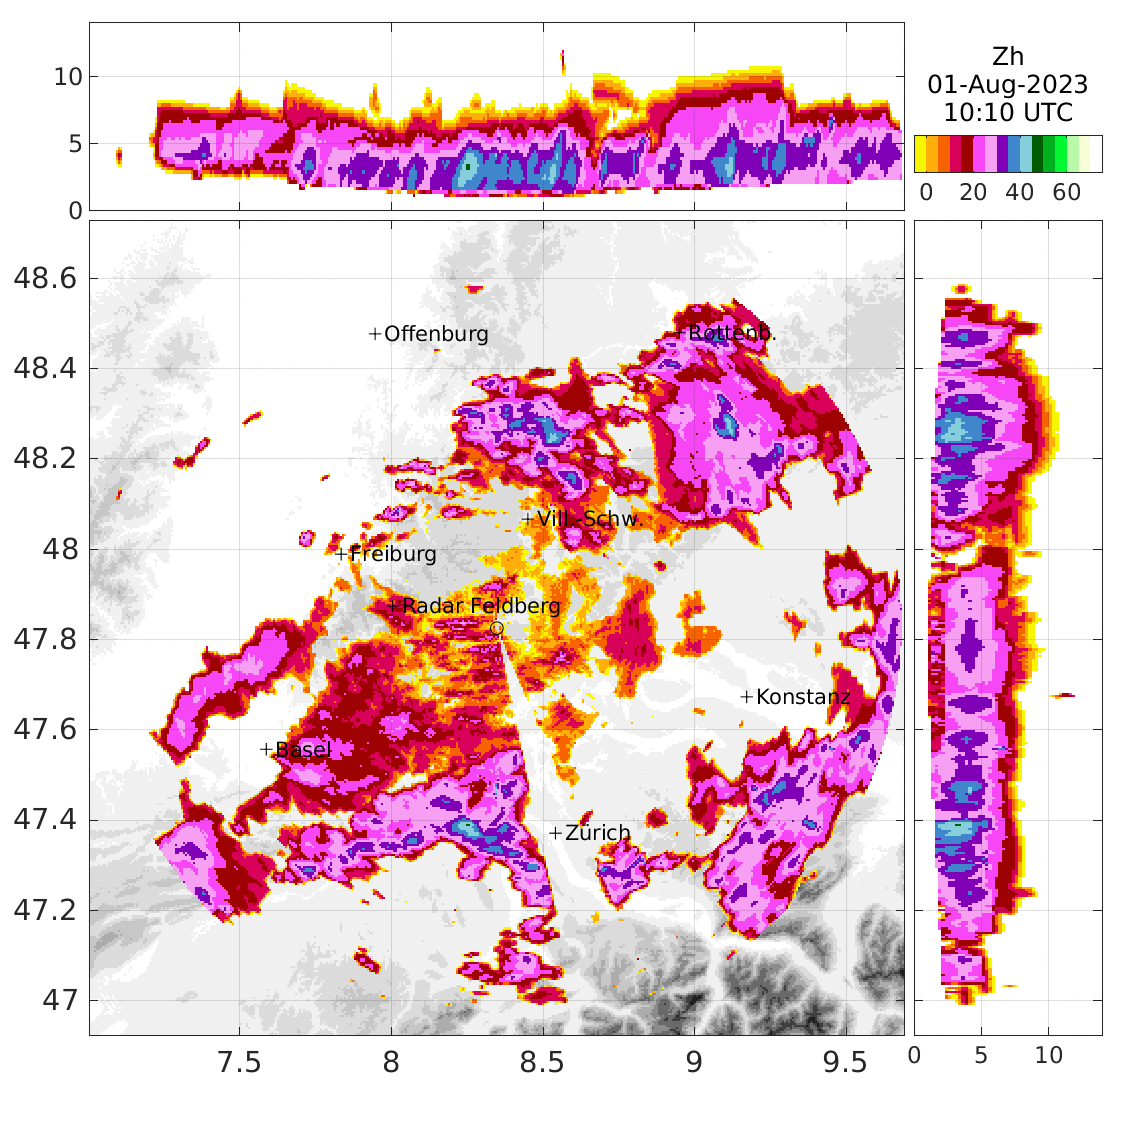 10
5
0
Zh
01-Aug-2023
10:10 UTC
0 20 40 60
48.6
48.4
48.2
48
47.8
47.6
47.4
47.2
47
Offenburg
Rottenb.
Vill.-Schw.
Freiburg
Radar Feldberg
Konstanz
Basel
Zürich
7.5 8 8.5 9 9.5
0 5 10